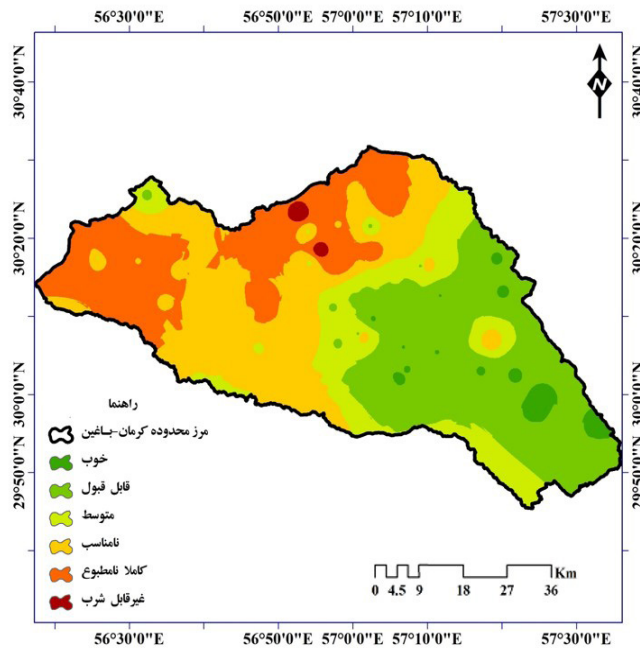 56°30'0"E 56°50'0"E 57°0'0"E 57°10'0"E 57°30'0"E
30°40'0"N 30°40'0"N
N
30°20'0"N 30°20'0"N
30°0'0"N 30°0'0"N
29°50'0"N 29°50'0"N
راهنما
مرز محدوده کرمان-باغین
خوب
قابل قبول
متوسط
نامناسب
کاملا نامطبوع
غیرقابل شرب
Km
0 4.5 9 18 27 36
56°30'0"E 56°50'0"E 57°0'0"E 57°10'0"E 57°30'0"E